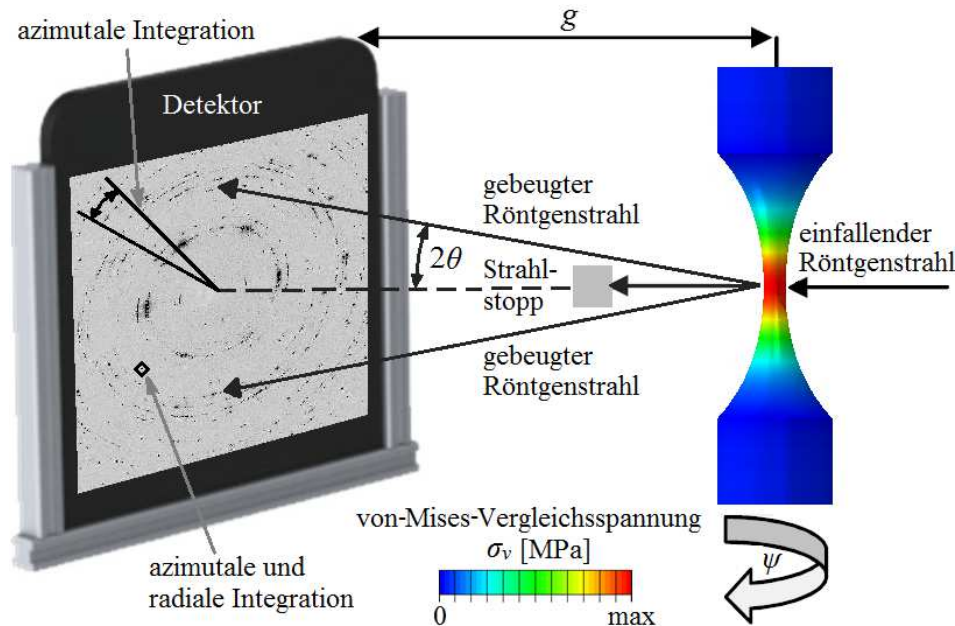 azimutale Integration
g
Detektor
gebeugter
Röntgenstrahl
2θ
Strahl-
stopp
einfallender
Röntgenstrahl
gebeugter
Röntgenstrahl
azimutale und
radiale Integration
von-Mises-Vergleichsspannung
σᵥ [MPa]
0 max
ψ